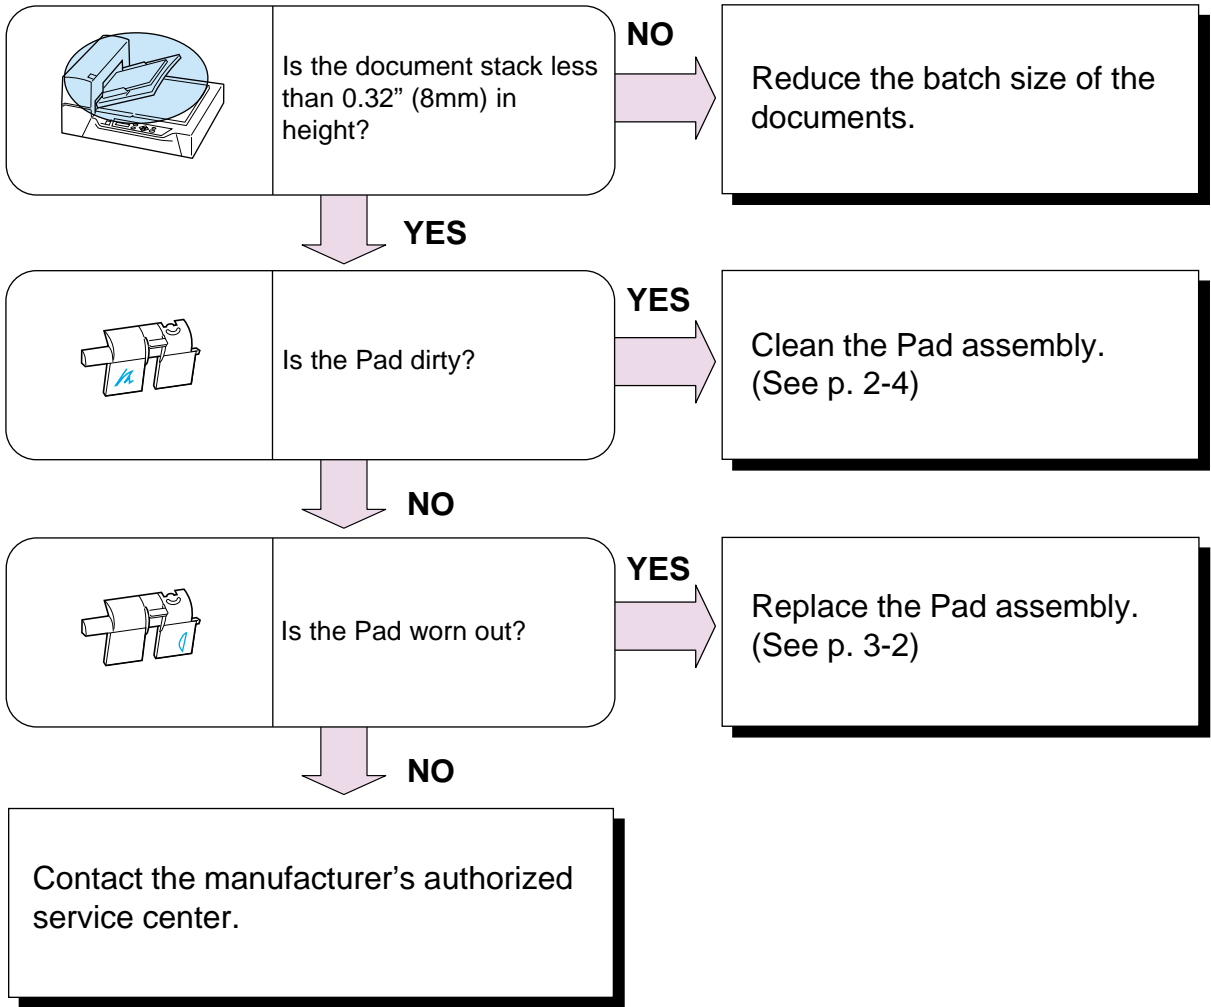 Is the document stack less
than 0.32” (8mm) in
height?
NO
Reduce the batch size of the
documents.
YES
Is the Pad dirty?
YES
Clean the Pad assembly.
(See p. 2-4)
NO
Is the Pad worn out?
YES
Replace the Pad assembly.
(See p. 3-2)
NO
Contact the manufacturer’s authorized
service center.